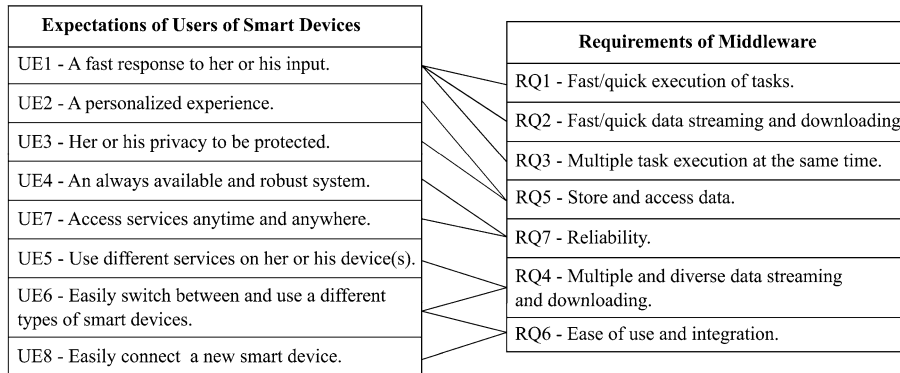 Expectations of Users of Smart Devices
UE1 - A fast response to her or his input.
UE2 - A personalized experience.
UE3 - Her or his privacy to be protected.
UE4 - An always available and robust system.
UE7 - Access services anytime and anywhere.
UE5 - Use different services on her or his device(s).
UE6 - Easily switch between and use a different
types of smart devices.
UE8 - Easily connect a new smart device.
Requirements of Middleware
RQ1 - Fast/quick execution of tasks.
RQ2 - Fast/quick data streaming and downloading
RQ3 - Multiple task execution at the same time.
RQ5 - Store and access data.
RQ7 - Reliability.
RQ4 - Multiple and diverse data streaming
and downloading.
RQ6 - Ease of use and integration.